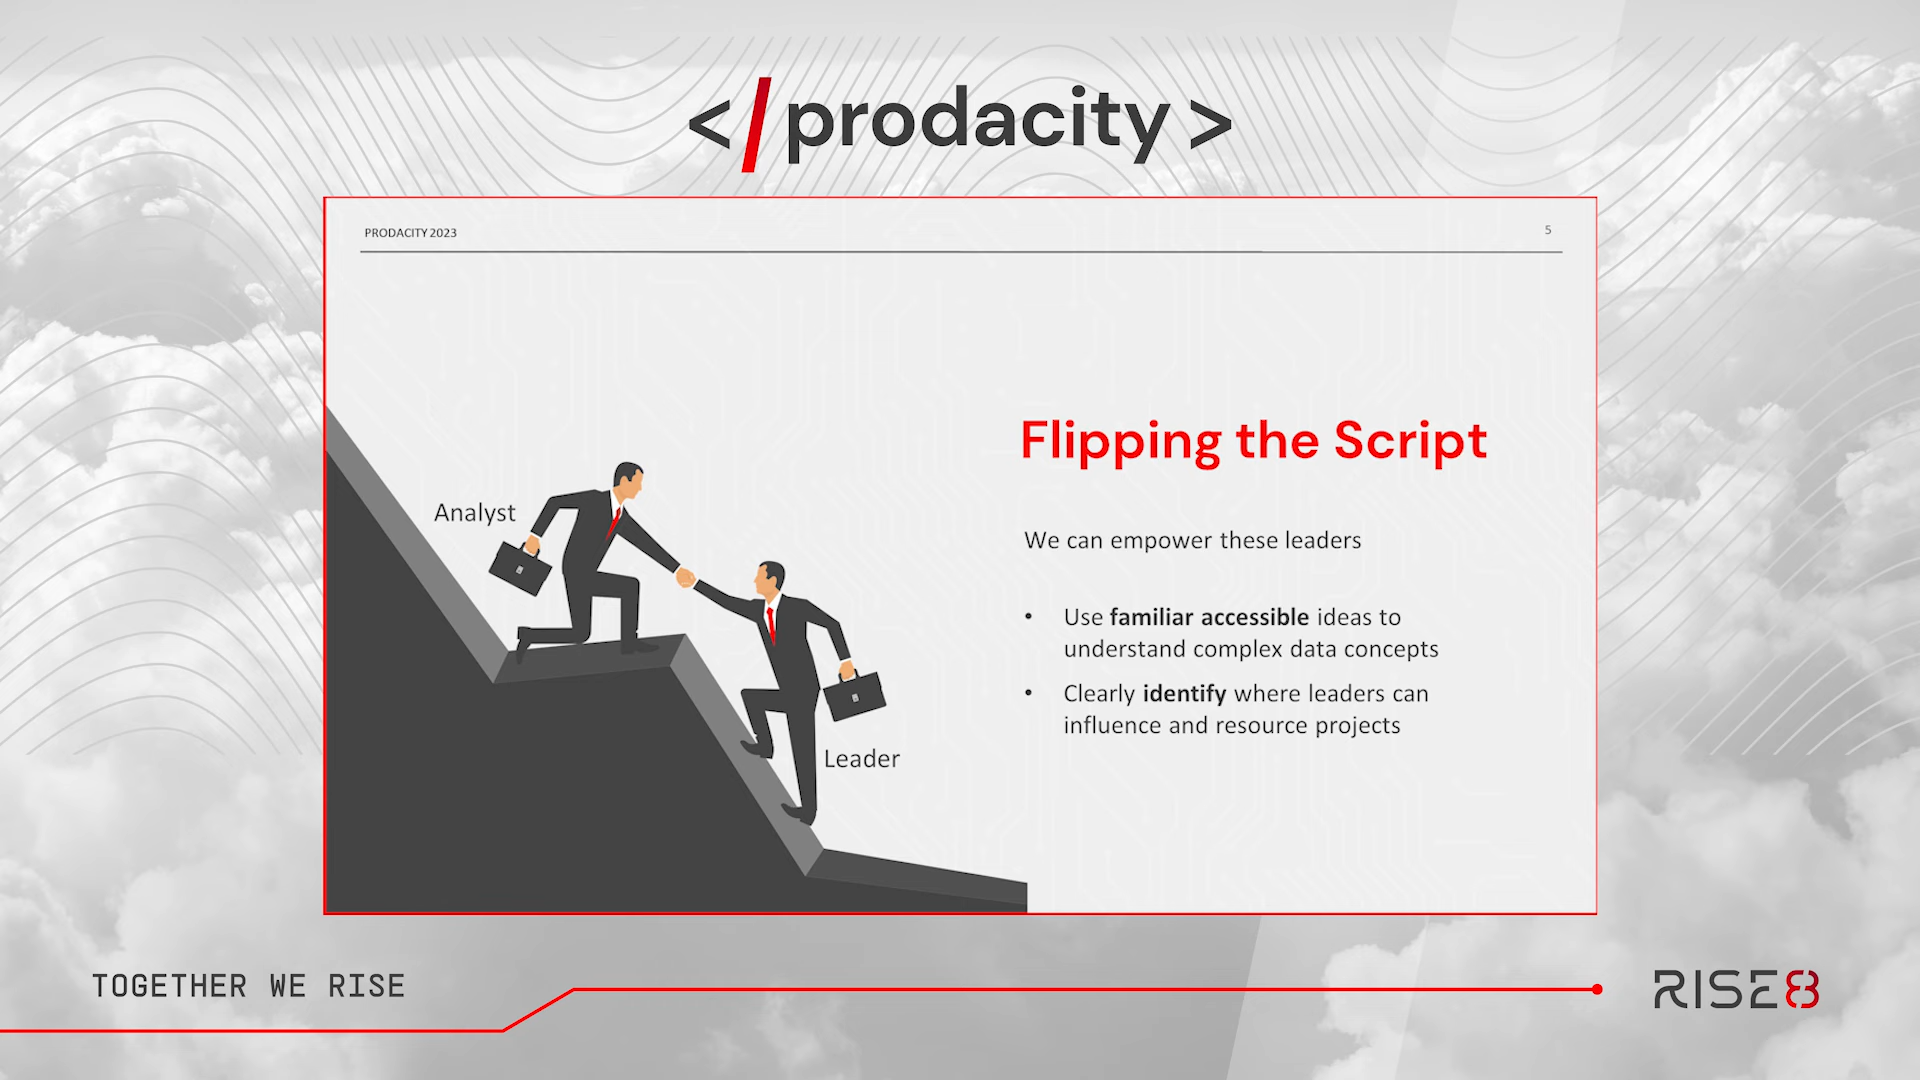 </prodacity>
PRODACITY 2023
5
Flipping the Script
Analyst
We can empower these leaders
• Use familiar accessible ideas to
understand complex data concepts
• Clearly identify where leaders can
influence and resource projects
Leader
TOGETHER WE RISE
RISE8